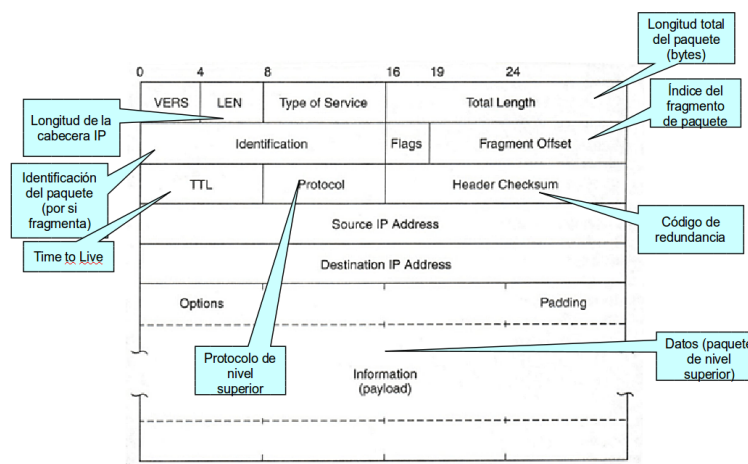 Longitud total
del paquete
(bytes)
0 4 8 16 19 24
VERS LEN Type of Service Total Length
Índice del
fragmento
de paquete
Longitud de la
cabecera IP
Identification Flags Fragment Offset
Identificación
del paquete
(por si
fragmenta)
TTL Protocol Header Checksum
Código de
redundancia
Source IP Address
Time to Live
Destination IP Address
Options Padding
Protocolo de
nivel
superior
Datos (paquete
de nivel
superior)
Information
(payload)